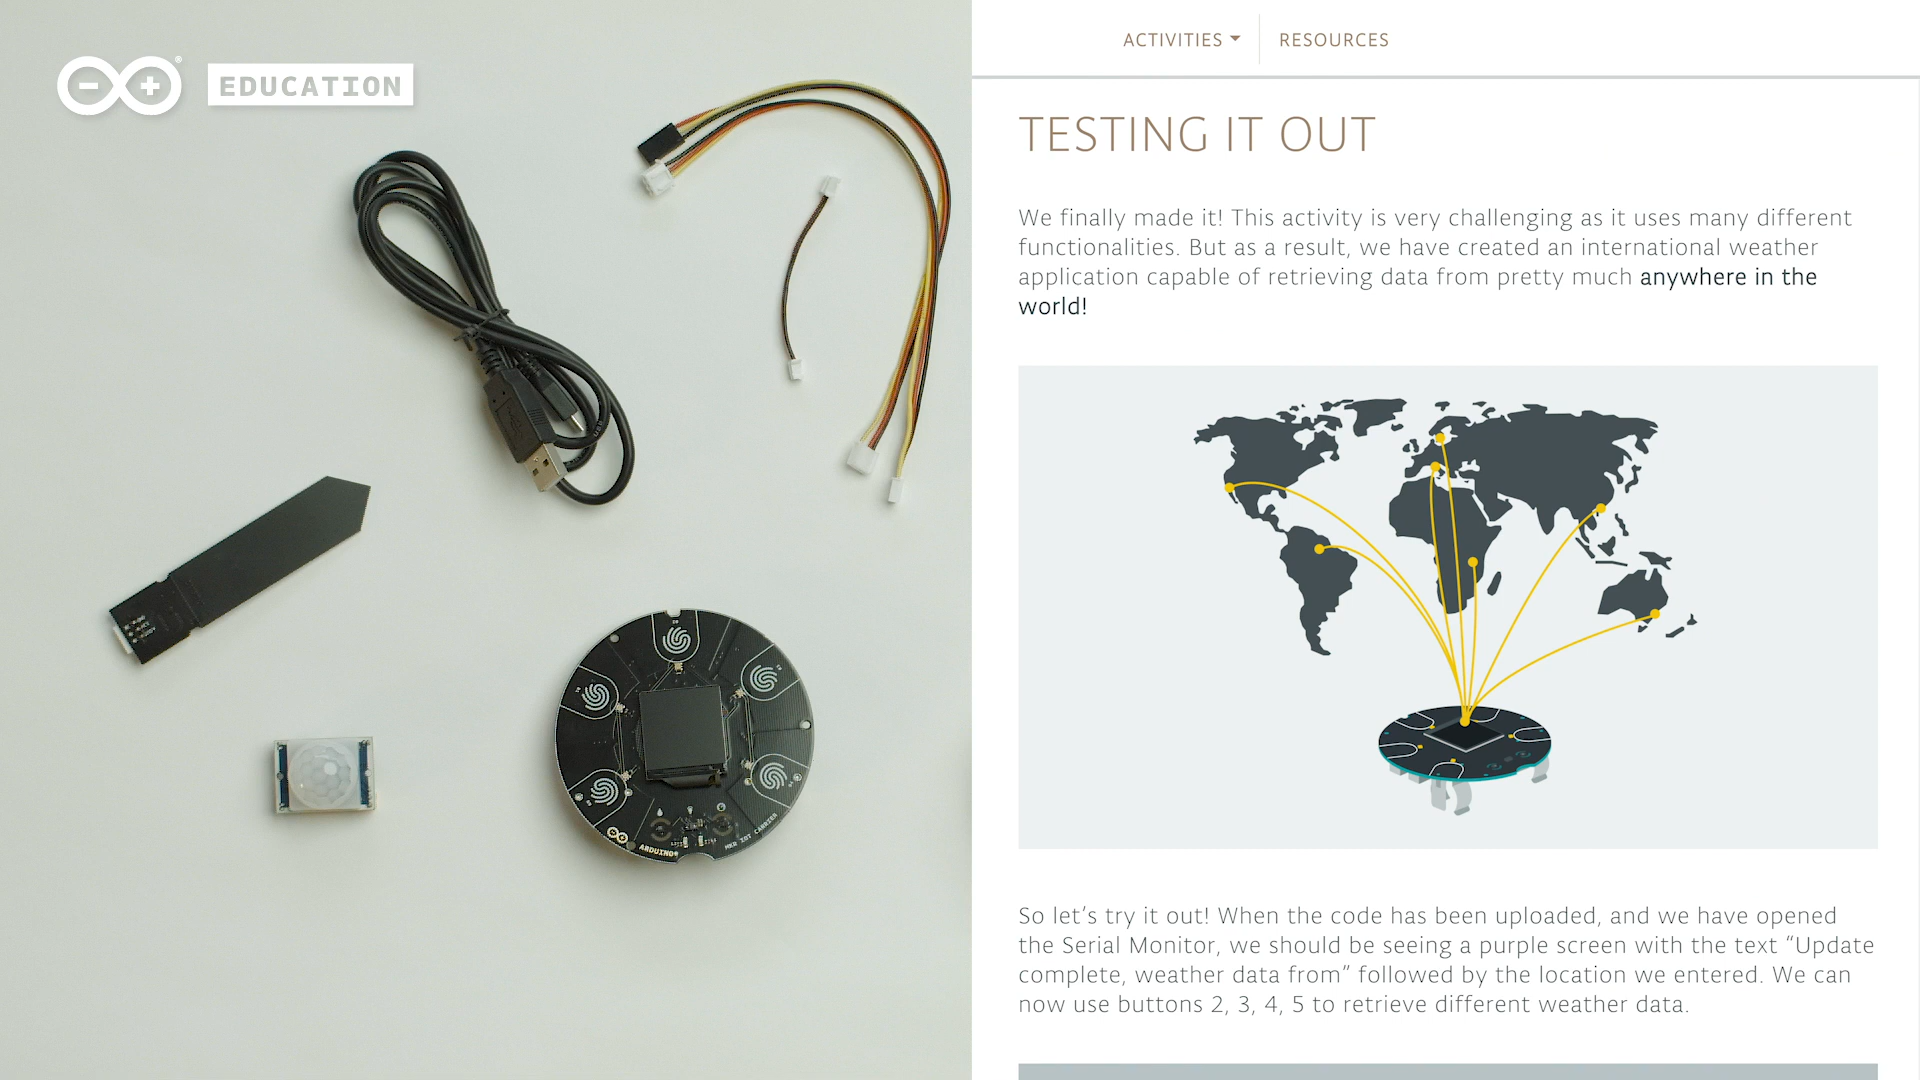 EDUCATION
ARDUINO®
MKR IOT CARRIER
ACTIVITIES
RESOURCES
TESTING IT OUT
We finally made it! This activity is very challenging as it uses many different
functionalities. But as a result, we have created an international weather
application capable of retrieving data from pretty much anywhere in the
world!
So let’s try it out! When the code has been uploaded, and we have opened
the Serial Monitor, we should be seeing a purple screen with the text “Update
complete, weather data from” followed by the location we entered. We can
now use buttons 2, 3, 4, 5 to retrieve different weather data.